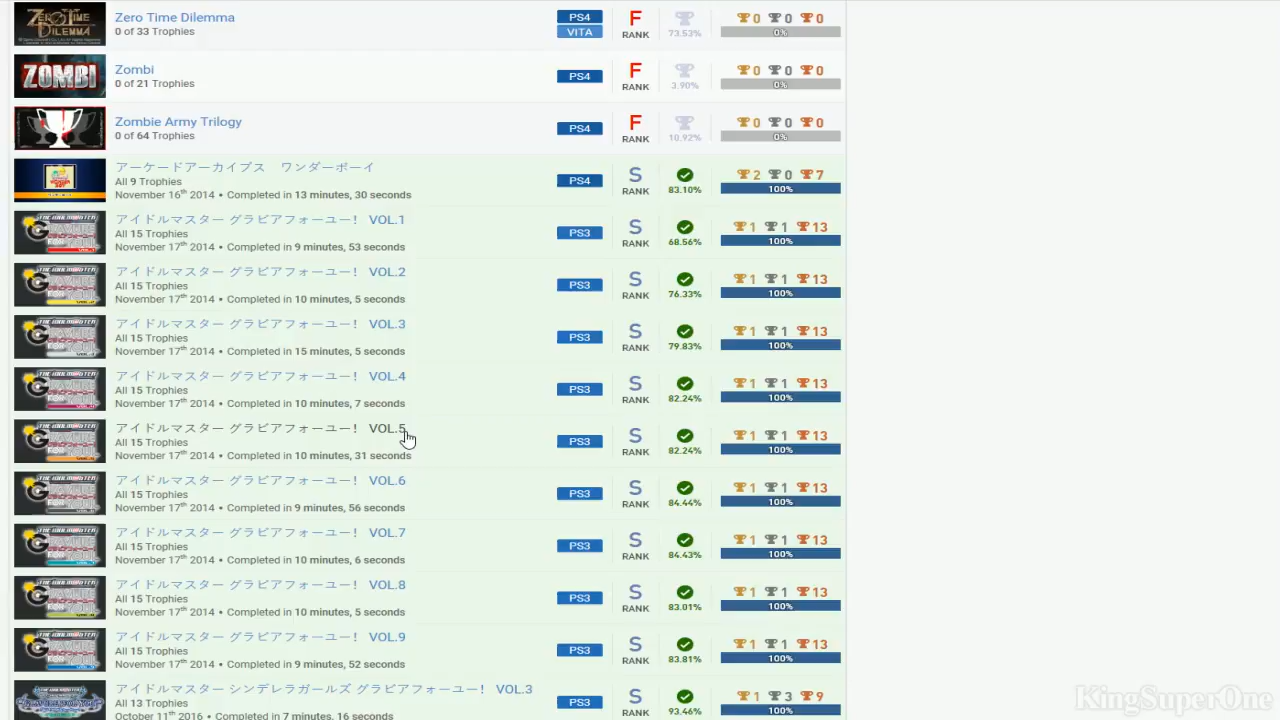 Zero Time Dilemma
0 of 33 Trophies
PS4
VITA
F
RANK
73.53%
0 0 0
0%
ZOMBI
Zombi
0 of 21 Trophies
PS4
F
RANK
3.90%
0 0 0
0%
Zombie Army Trilogy
0 of 64 Trophies
PS4
F
RANK
10.92%
0 0 0
0%
アーケードアーカイブス ワンダーボーイ
All 9 Trophies
November 16th 2014 • Completed in 13 minutes, 30 seconds
PS4
S
RANK
83.10%
2 0 7
100%
アイドルマスター グラビアフォーユー! VOL.1
All 15 Trophies
November 17th 2014 • Completed in 9 minutes, 53 seconds
PS3
S
RANK
68.56%
1 1 13
100%
アイドルマスター グラビアフォーユー! VOL.2
All 15 Trophies
November 17th 2014 • Completed in 10 minutes, 5 seconds
PS3
S
RANK
76.33%
1 1 13
100%
アイドルマスター グラビアフォーユー! VOL.3
All 15 Trophies
November 17th 2014 • Completed in 15 minutes, 5 seconds
PS3
S
RANK
79.83%
1 1 13
100%
アイドルマスター グラビアフォーユー! VOL.4
All 15 Trophies
November 17th 2014 • Completed in 10 minutes, 7 seconds
PS3
S
RANK
82.24%
1 1 13
100%
アイドルマスター グラビアフォーユー! VOL.5
All 15 Trophies
November 17th 2014 • Completed in 10 minutes, 31 seconds
PS3
S
RANK
82.24%
1 1 13
100%
アイドルマスター グラビアフォーユー! VOL.6
All 15 Trophies
November 17th 2014 • Completed in 9 minutes, 56 seconds
PS3
S
RANK
84.44%
1 1 13
100%
アイドルマスター グラビアフォーユー! VOL.7
All 15 Trophies
November 17th 2014 • Completed in 10 minutes, 6 seconds
PS3
S
RANK
84.43%
1 1 13
100%
アイドルマスター グラビアフォーユー! VOL.8
All 15 Trophies
November 17th 2014 • Completed in 10 minutes, 5 seconds
PS3
S
RANK
83.01%
1 1 13
100%
アイドルマスター グラビアフォーユー! VOL.9
All 15 Trophies
November 17th 2014 • Completed in 9 minutes, 52 seconds
PS3
S
RANK
83.81%
1 1 13
100%
アイドルマスター シンデレラガールズ グラビアフォーユー! VOL.3
All 13 Trophies
October 11th 2016 • Completed in 7 minutes, 16 seconds
PS3
S
RANK
93.46%
1 3 9
100%
KingSuperOne